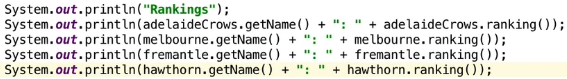 System.out.println("Rankings");
System.out.println(adelaideCrows.getName() + ": " + adelaideCrows.ranking());
System.out.println(melbourne.getName() + ": " + melbourne.ranking());
System.out.println(fremantle.getName() + ": " + fremantle.ranking());
System.out.println(hawthorn.getName() + ": " + hawthorn.ranking());